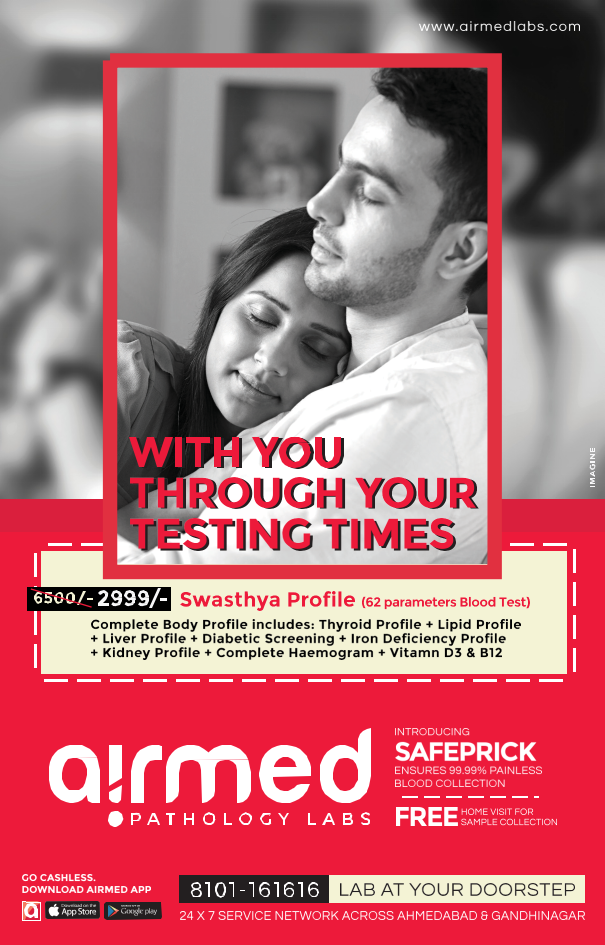 www.airmedlabs.com
IMAGINE
WITH YOU
THROUGH YOUR
TESTING TIMES
6500/- 2999/- Swasthya Profile (62 parameters Blood Test)
Complete Body Profile includes: Thyroid Profile + Lipid Profile
+ Liver Profile + Diabetic Screening + Iron Deficiency Profile
+ Kidney Profile + Complete Haemogram + Vitamn D3 & B12
airmed
PATHOLOGY LABS
INTRODUCING
SAFEPRICK
ENSURES 99.99% PAINLESS
BLOOD COLLECTION
FREE HOME VISIT FOR
SAMPLE COLLECTION
GO CASHLESS.
DOWNLOAD AIRMED APP
a Download on the App Store Google play
8101-161616 LAB AT YOUR DOORSTEP
24 X 7 SERVICE NETWORK ACROSS AHMEDABAD & GANDHINAGAR